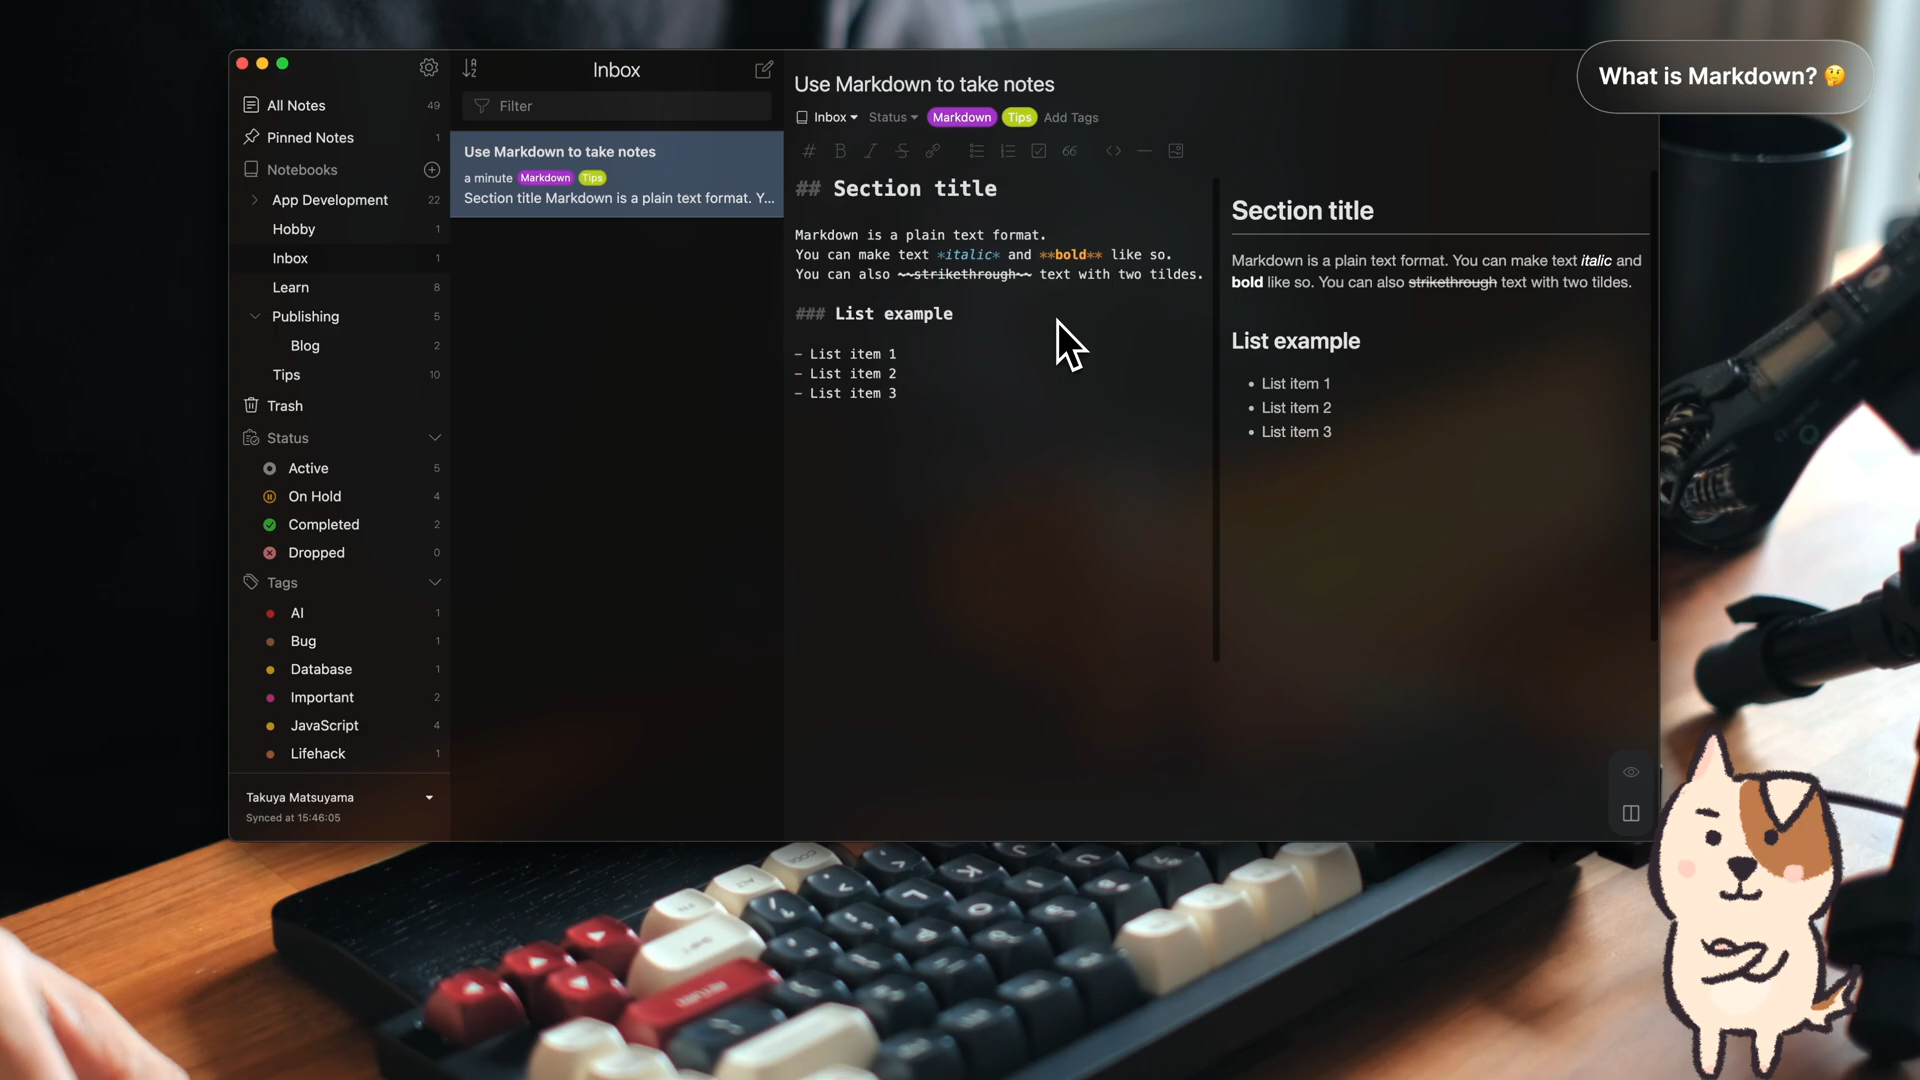 What is Markdown? 🤔
All Notes 49
Pinned Notes 1
Notebooks
App Development 22
Hobby 1
Inbox 1
Learn 8
Publishing 5
Blog 2
Tips 10
Trash
Status
Active 5
On Hold 4
Completed 2
Dropped 0
Tags
AI 1
Bug 1
Database 1
Important 2
JavaScript 4
Lifehack 1
Takuya Matsuyama
Synced at 15:46:05
Inbox
Filter
Use Markdown to take notes
a minute Markdown Tips
Section title Markdown is a plain text format. Y...
Use Markdown to take notes
Inbox Status Markdown Tips Add Tags
## Section title
Markdown is a plain text format.
You can make text *italic* and **bold** like so.
You can also ~~strikethrough~~ text with two tildes.
### List example
- List item 1
- List item 2
- List item 3
Section title
Markdown is a plain text format. You can make text italic and
bold like so. You can also strikethrough text with two tildes.
List example
• List item 1
• List item 2
• List item 3
SHIFT
RETURN